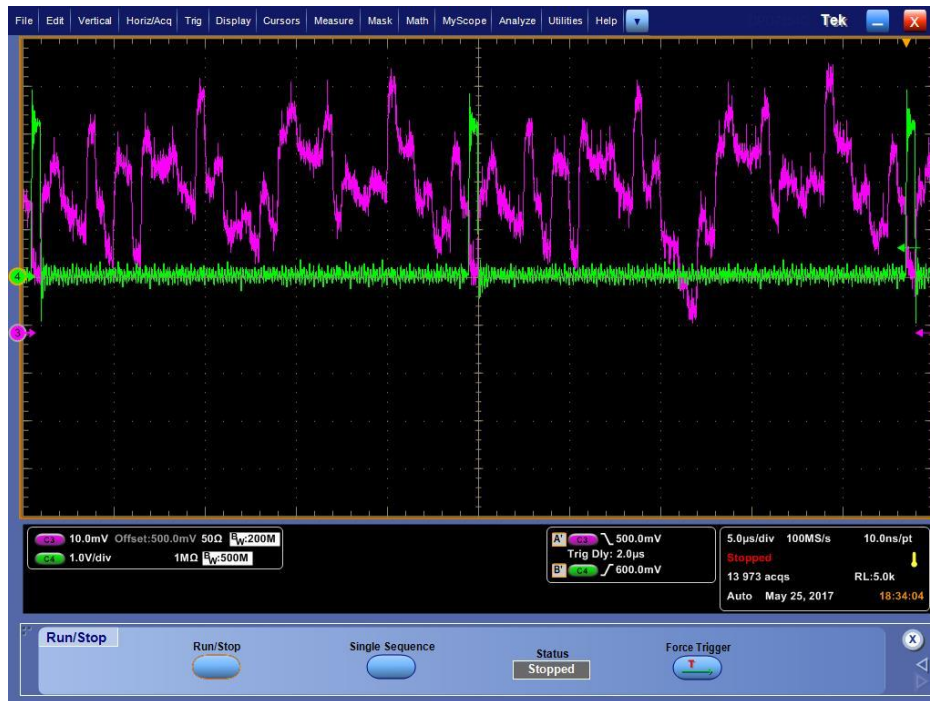 File Edit Vertical Horiz/Acq Trig Display Cursors Measure Mask Math MyScope Analyze Utilities Help Tek X
4
3
C3 10.0mV Offset:500.0mV 50Ω BW:200M
C4 1.0V/div 1MΩ BW:500M
A' C3 500.0mV
Trig Dly: 2.0µs
B' C4 600.0mV
5.0µs/div 100MS/s 10.0ns/pt
Stopped
13 973 acqs RL:5.0k
Auto May 25, 2017 18:34:04
Run/Stop
Run/Stop
Single Sequence
Status
Stopped
Force Trigger
T
X